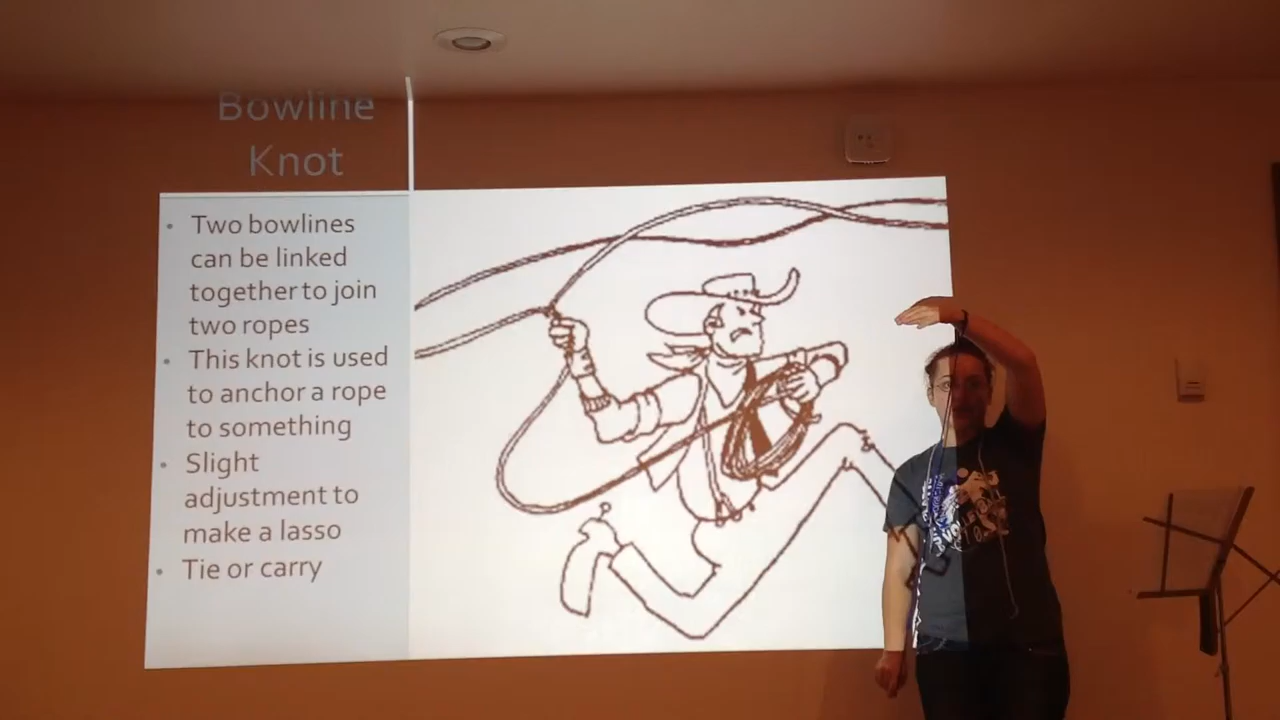 Bowline
Knot
• Two bowlines
can be linked
together to join
two ropes
• This knot is used
to anchor a rope
to something
• Slight
adjustment to
make a lasso
• Tie or carry